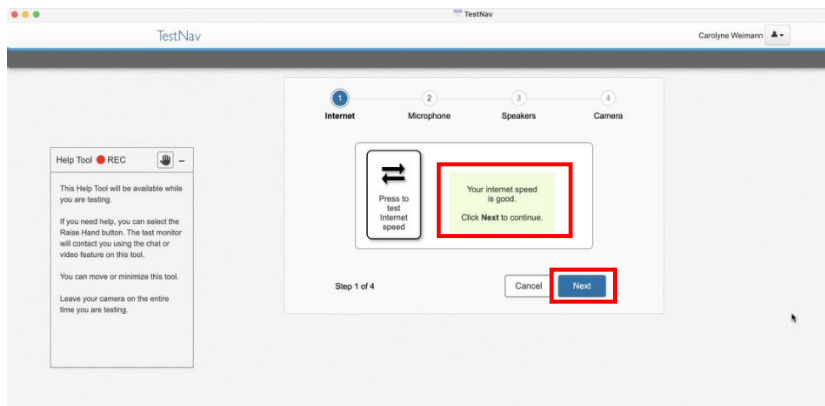 TestNav
TestNav
Carolyne Weimann
1
2
3
4
Internet
Microphone
Speakers
Camera
Help Tool REC
This Help Tool will be available while
you are testing.
If you need help, you can select the
Raise Hand button. The test monitor
will contact you using the chat or
video feature on this tool.
You can move or minimize this tool.
Leave your camera on the entire
time you are testing.
Press to
test
Internet
speed
Your internet speed
is good.
Click Next to continue.
Step 1 of 4
Cancel
Next